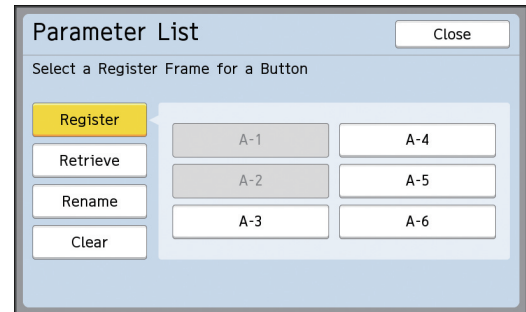 Parameter List
Close
Select a Register Frame for a Button
Register
Retrieve
Rename
Clear
A-1
A-4
A-2
A-5
A-3
A-6